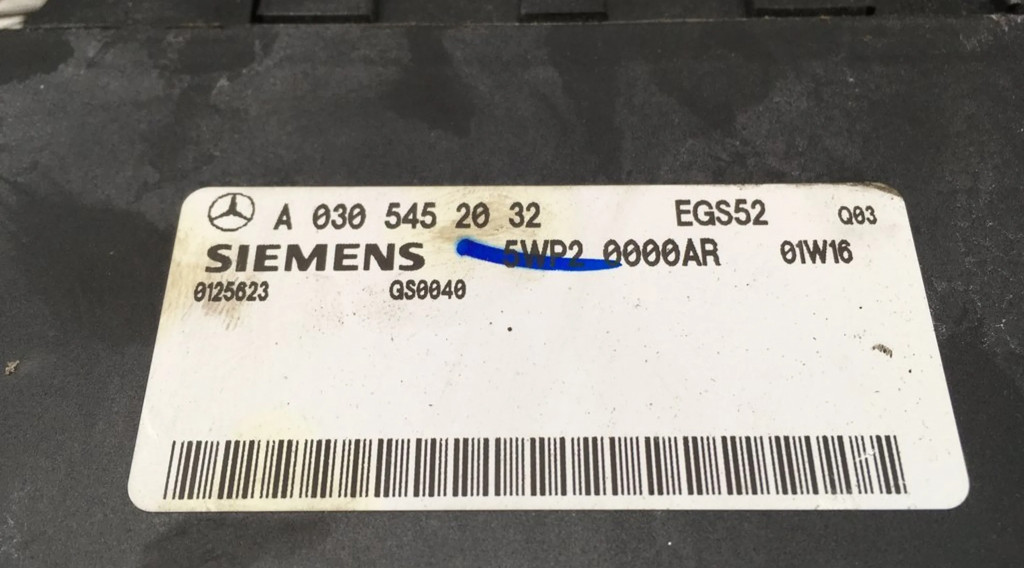 A 030 545 20 32 EGS52 Q03
SIEMENS 5WP2 0000AR 01W16
0125623 QS0040